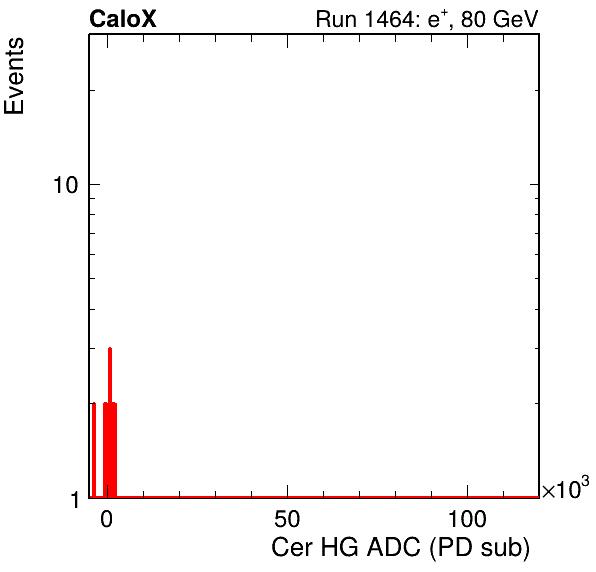 CaloX Run 1464: e⁺, 80 GeV
Events
10
1
0 50 100 ×10³
Cer HG ADC (PD sub)